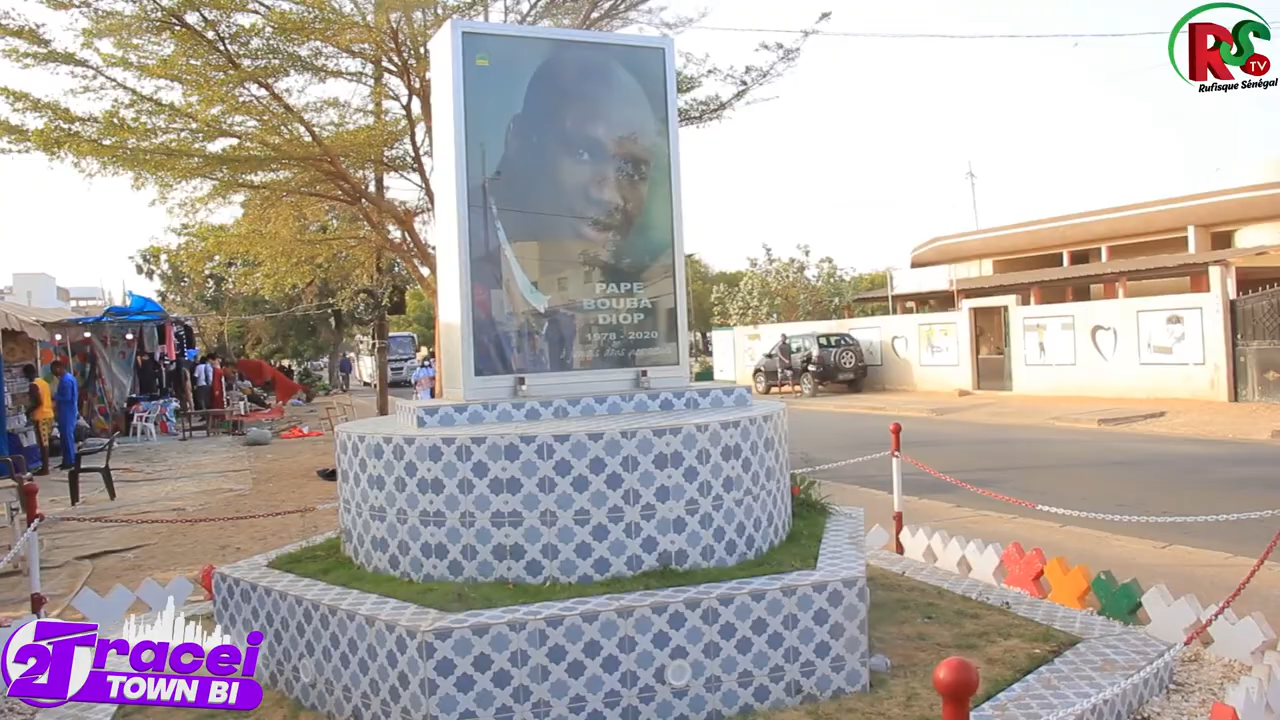 RS TV
Rufisque Sénégal
PAPE
BOUBA
DIOP
1978 - 2020
2Tracei
TOWN BI